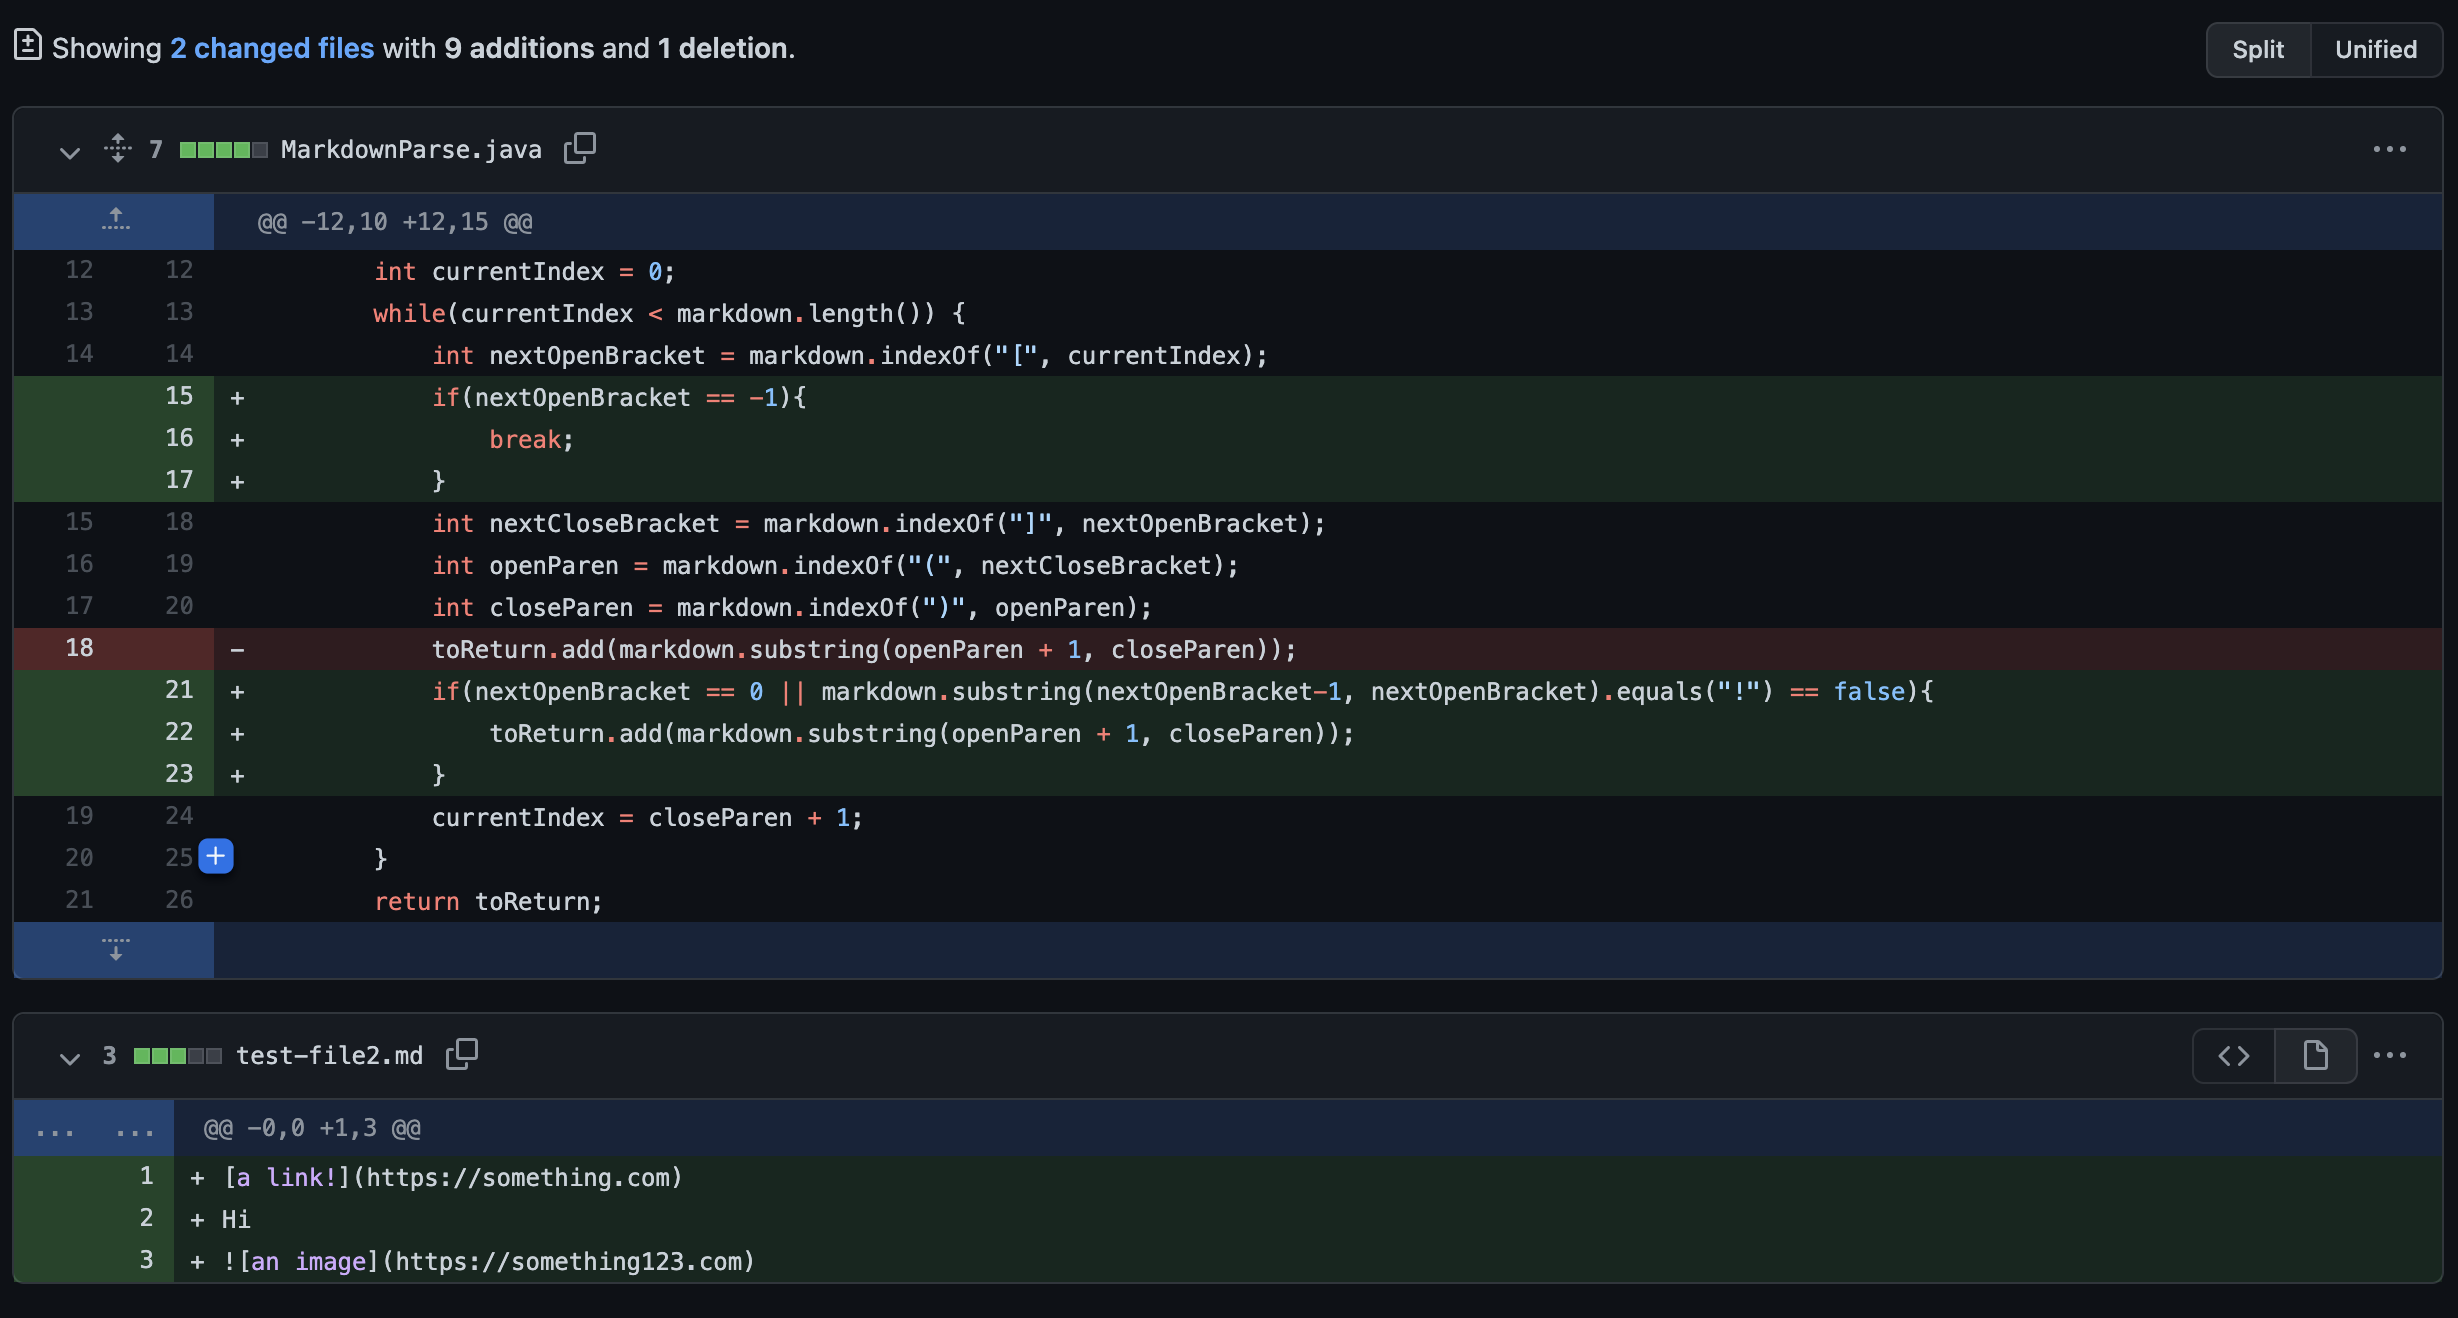 Showing 2 changed files with 9 additions and 1 deletion.
Split Unified
7 MarkdownParse.java
@@ -12,10 +12,15 @@
12 12 int currentIndex = 0;
13 13 while(currentIndex < markdown.length()) {
14 14 int nextOpenBracket = markdown.indexOf("[", currentIndex);
15 + if(nextOpenBracket == -1){
16 + break;
17 + }
15 18 int nextCloseBracket = markdown.indexOf("]", nextOpenBracket);
16 19 int openParen = markdown.indexOf("(", nextCloseBracket);
17 20 int closeParen = markdown.indexOf(")", openParen);
18 - toReturn.add(markdown.substring(openParen + 1, closeParen));
21 + if(nextOpenBracket == 0 || markdown.substring(nextOpenBracket-1, nextOpenBracket).equals("!") == false){
22 + toReturn.add(markdown.substring(openParen + 1, closeParen));
23 + }
19 24 currentIndex = closeParen + 1;
20 25 }
21 26 return toReturn;
3 test-file2.md
... ... @@ -0,0 +1,3 @@
1 + [a link!](https://something.com)
2 + Hi
3 + ![an image](https://something123.com)